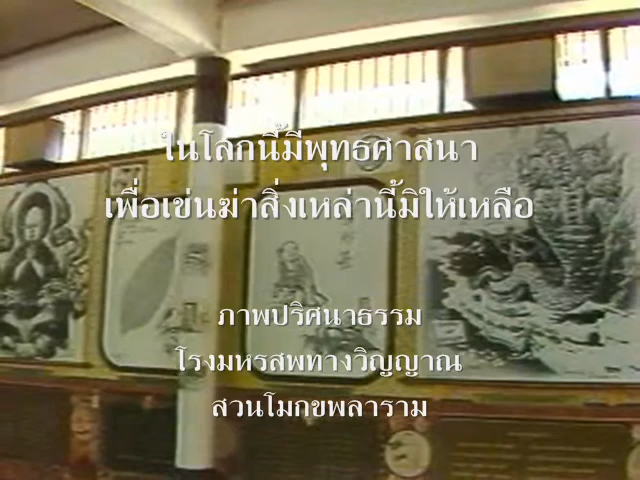 ในโลกนี้มีพุทธศาสนา
เพื่อเข่นฆ่าสิ่งเหล่านี้มิให้เหลือ
ภาพปริศนาธรรม
โรงมหรสพทางวิญญาณ
สวนโมกขพลาราม